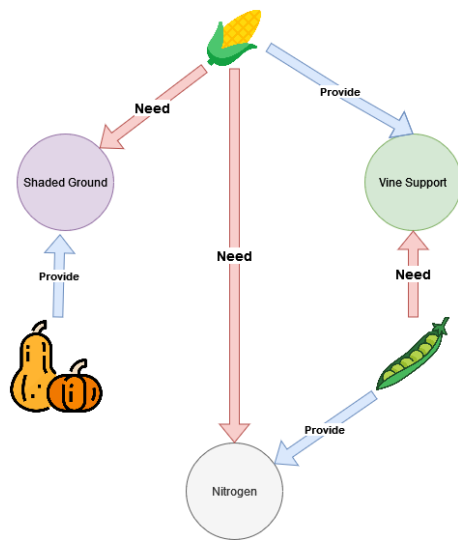 Provide
Need
Shaded Ground
Vine Support
Need
Provide
Need
Provide
Nitrogen